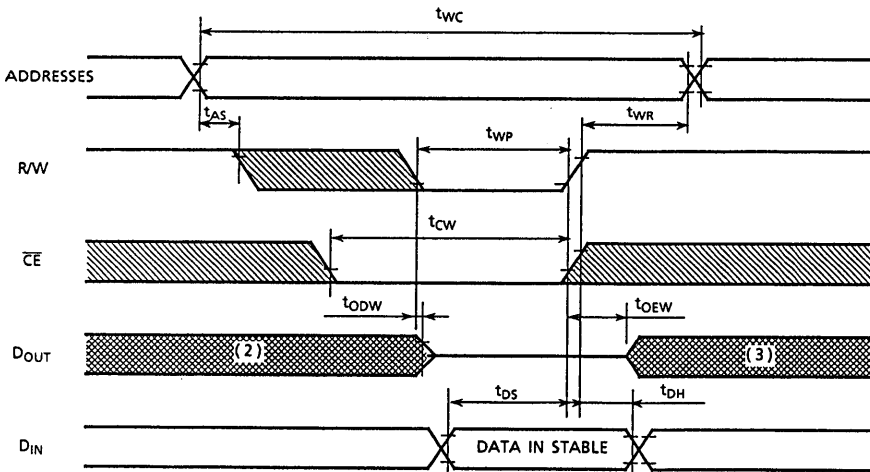 tWC
ADDRESSES
tAS
tWP
tWR
R/W
tCW
CE
tODW
tOEW
DOUT
(2)
(3)
tDS
tDH
DIN
DATA IN STABLE